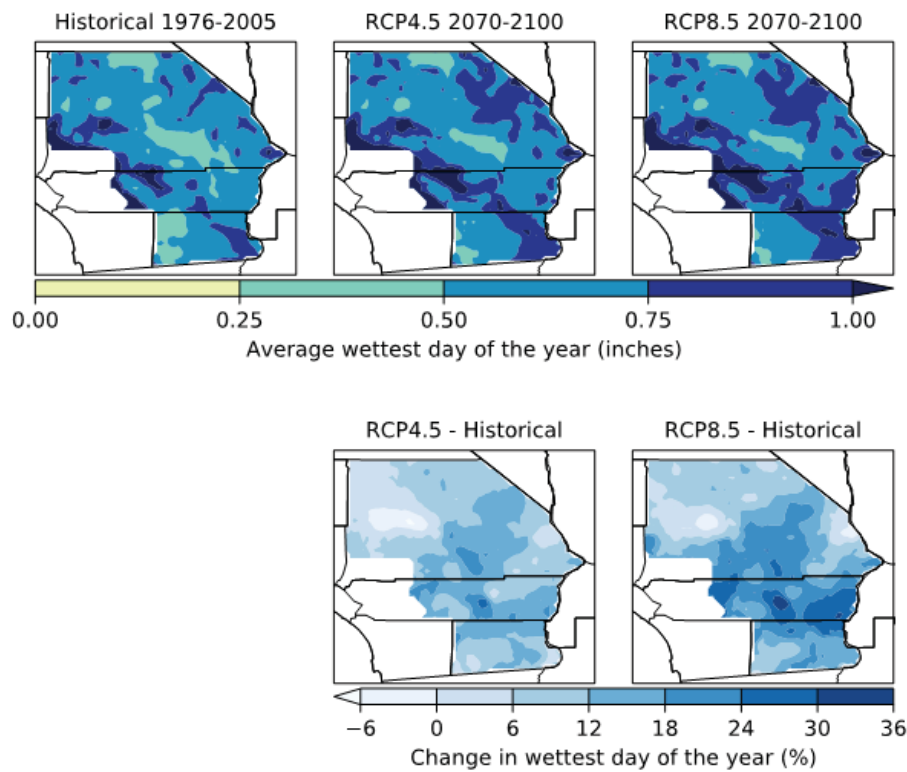 Historical 1976-2005 RCP4.5 2070-2100 RCP8.5 2070-2100
0.00 0.25 0.50 0.75 1.00
Average wettest day of the year (inches)
RCP4.5 - Historical RCP8.5 - Historical
−6 0 6 12 18 24 30 36
Change in wettest day of the year (%)